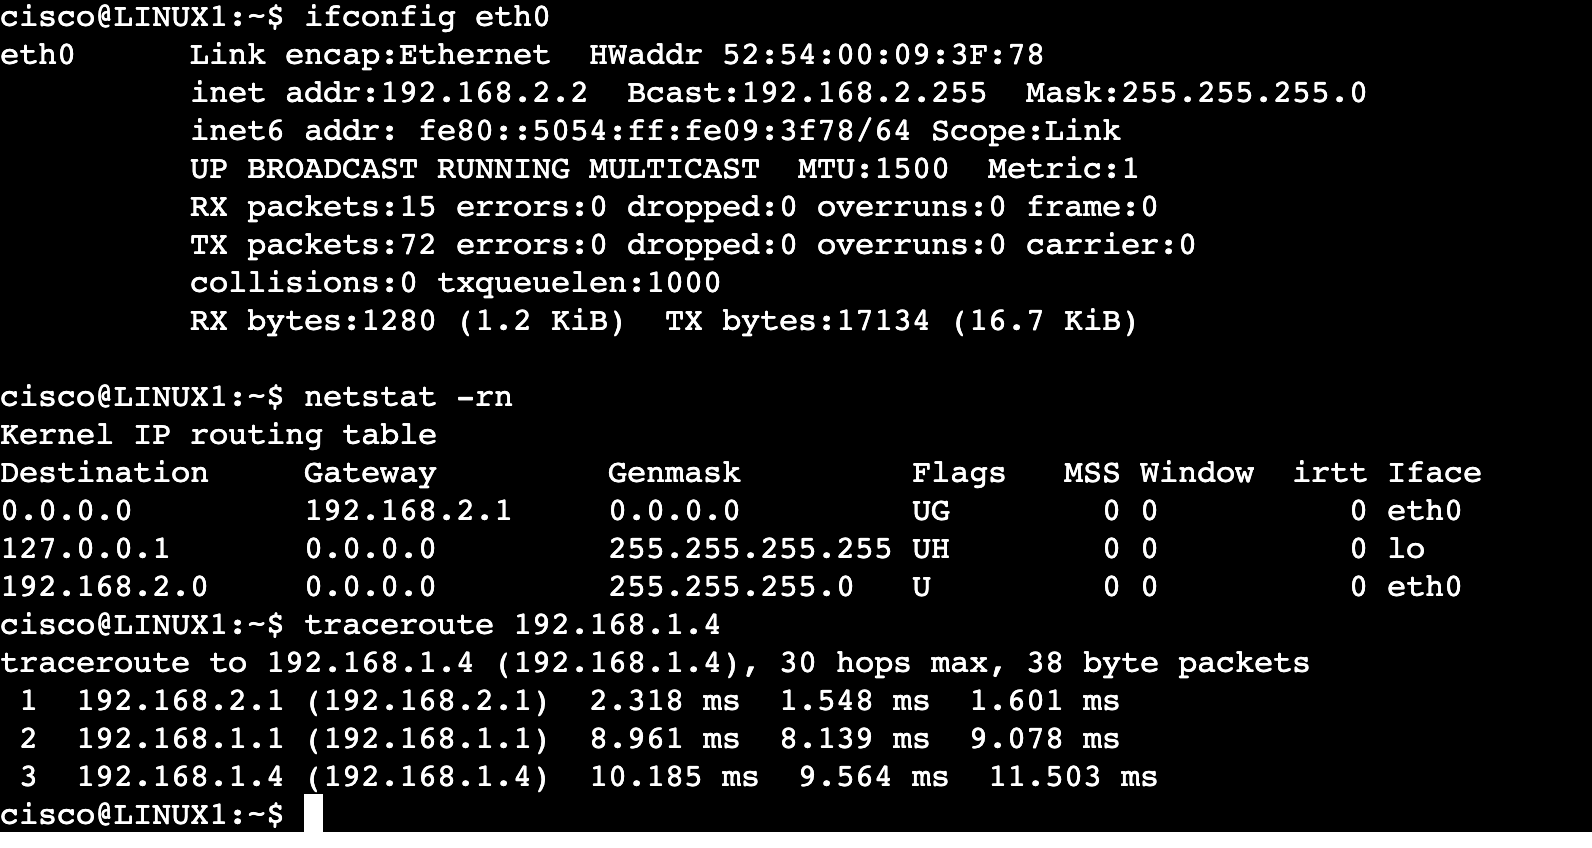 cisco@LINUX1:~$ ifconfig eth0
eth0      Link encap:Ethernet  HWaddr 52:54:00:09:3F:78
          inet addr:192.168.2.2  Bcast:192.168.2.255  Mask:255.255.255.0
          inet6 addr: fe80::5054:ff:fe09:3f78/64 Scope:Link
          UP BROADCAST RUNNING MULTICAST  MTU:1500  Metric:1
          RX packets:15 errors:0 dropped:0 overruns:0 frame:0
          TX packets:72 errors:0 dropped:0 overruns:0 carrier:0
          collisions:0 txqueuelen:1000
          RX bytes:1280 (1.2 KiB)  TX bytes:17134 (16.7 KiB)

cisco@LINUX1:~$ netstat -rn
Kernel IP routing table
Destination     Gateway         Genmask         Flags   MSS Window  irtt Iface
0.0.0.0         192.168.2.1     0.0.0.0         UG        0 0          0 eth0
127.0.0.1       0.0.0.0         255.255.255.255 UH        0 0          0 lo
192.168.2.0     0.0.0.0         255.255.255.0   U         0 0          0 eth0
cisco@LINUX1:~$ traceroute 192.168.1.4
traceroute to 192.168.1.4 (192.168.1.4), 30 hops max, 38 byte packets
 1  192.168.2.1 (192.168.2.1)  2.318 ms  1.548 ms  1.601 ms
 2  192.168.1.1 (192.168.1.1)  8.961 ms  8.139 ms  9.078 ms
 3  192.168.1.4 (192.168.1.4)  10.185 ms  9.564 ms  11.503 ms
cisco@LINUX1:~$